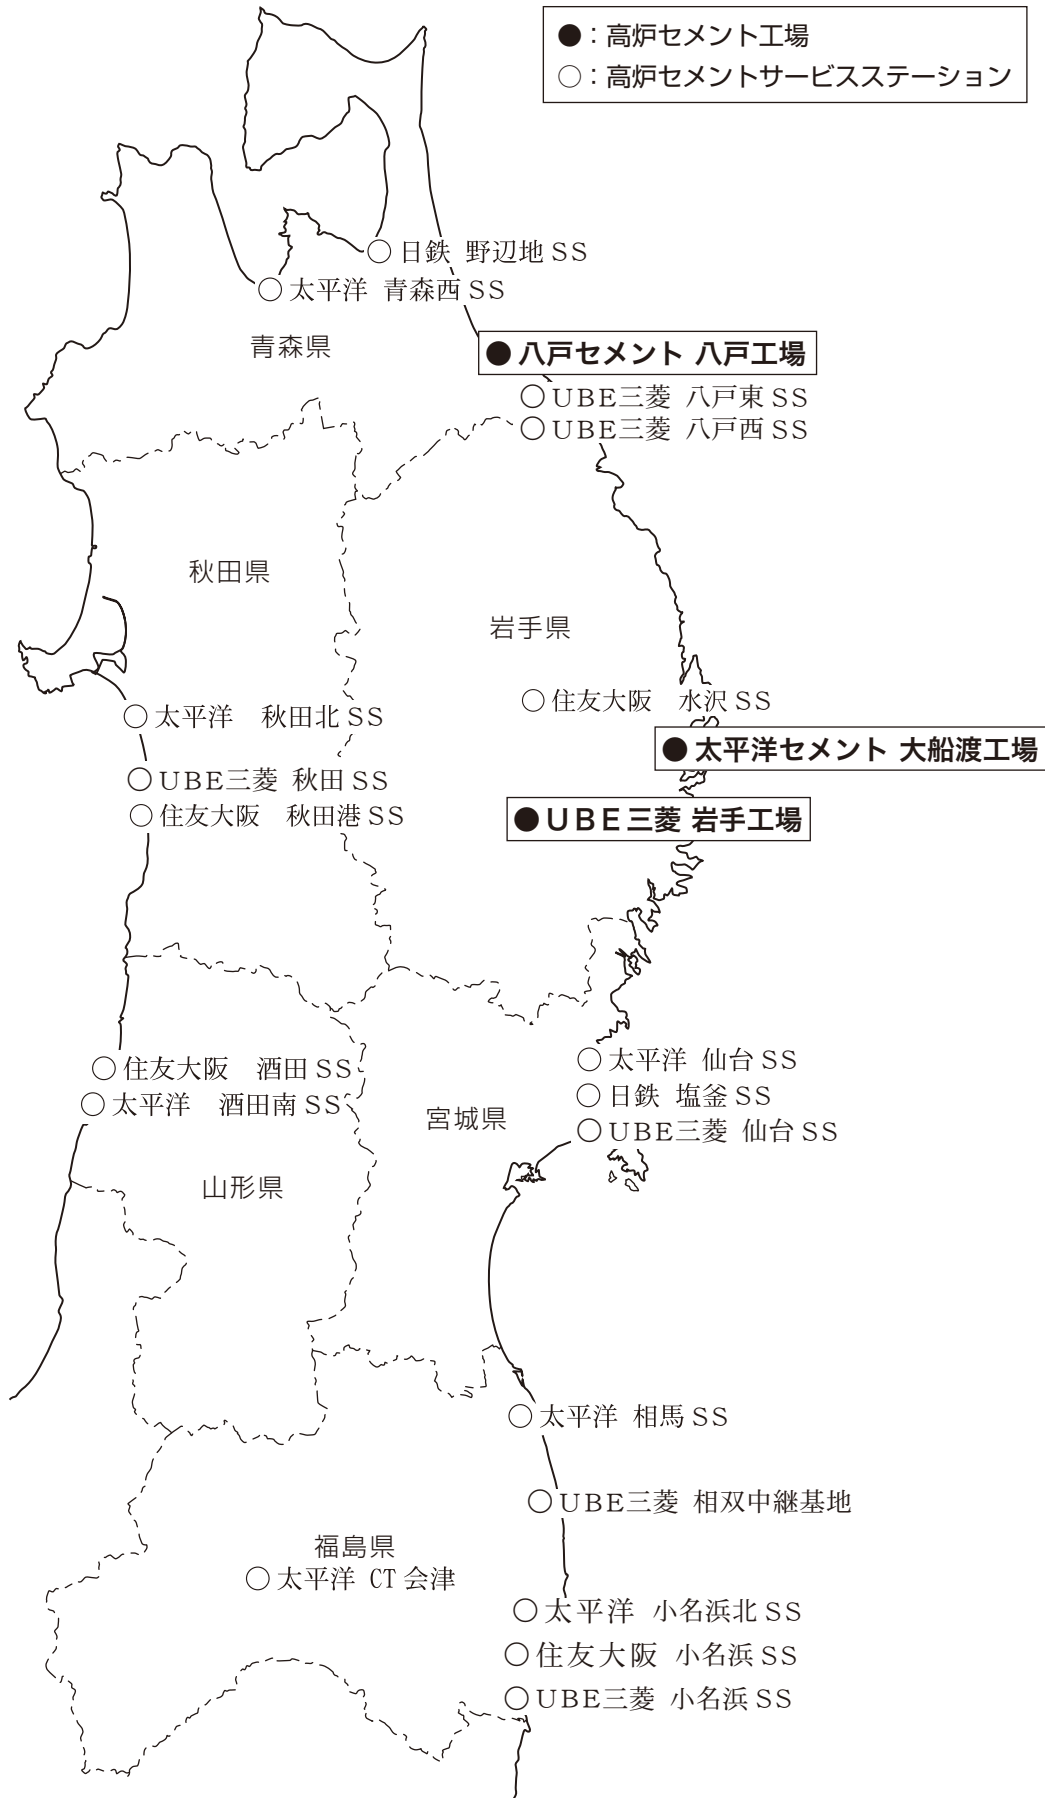 ●：高炉セメント工場
○：高炉セメントサービスステーション
○日鉄 野辺地SS
○太平洋 青森西SS
青森県
●八戸セメント 八戸工場
○UBE三菱 八戸東SS
○UBE三菱 八戸西SS
秋田県
岩手県
○住友大阪　水沢SS
○太平洋　秋田北SS
●太平洋セメント 大船渡工場
○UBE三菱 秋田SS
○住友大阪　秋田港SS
●UBE三菱 岩手工場
○太平洋 仙台SS
○住友大阪　酒田SS
○日鉄 塩釜SS
○太平洋　酒田南SS
宮城県
○UBE三菱 仙台SS
山形県
○太平洋 相馬SS
○UBE三菱 相双中継基地
福島県
○太平洋 CT会津
○太平洋 小名浜北SS
○住友大阪 小名浜SS
○UBE三菱 小名浜SS